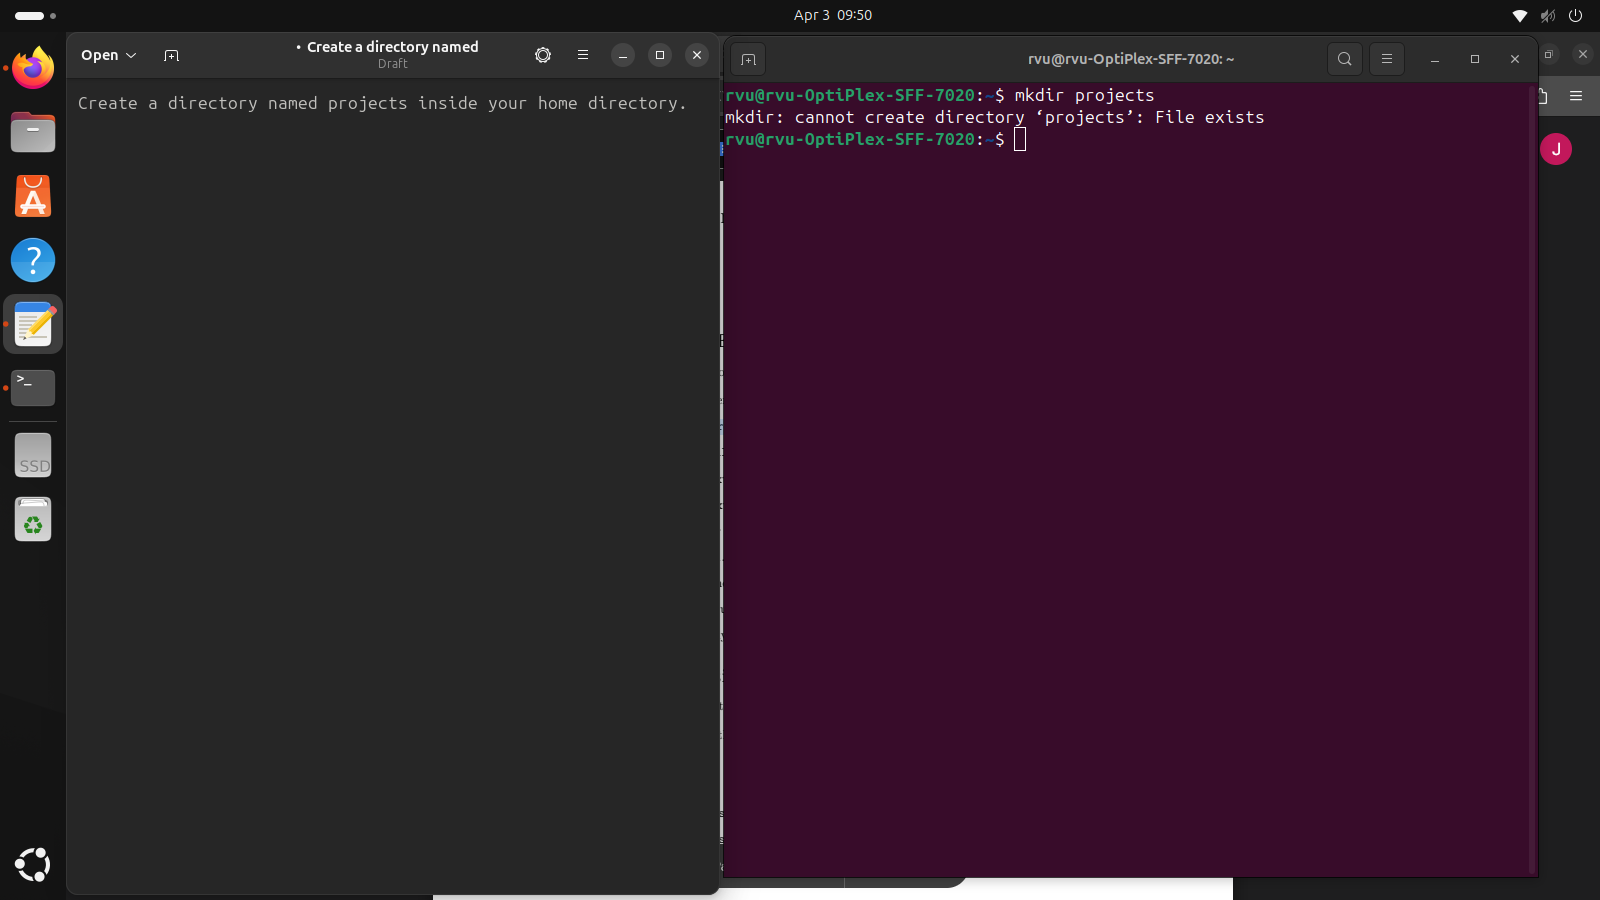 Apr 3 09:50
Open
• Create a directory named
Draft
Create a directory named projects inside your home directory.
rvu@rvu-OptiPlex-SFF-7020: ~
rvu@rvu-OptiPlex-SFF-7020:~$ mkdir projects
mkdir: cannot create directory ‘projects’: File exists
rvu@rvu-OptiPlex-SFF-7020:~$
J
?
>_
SSD